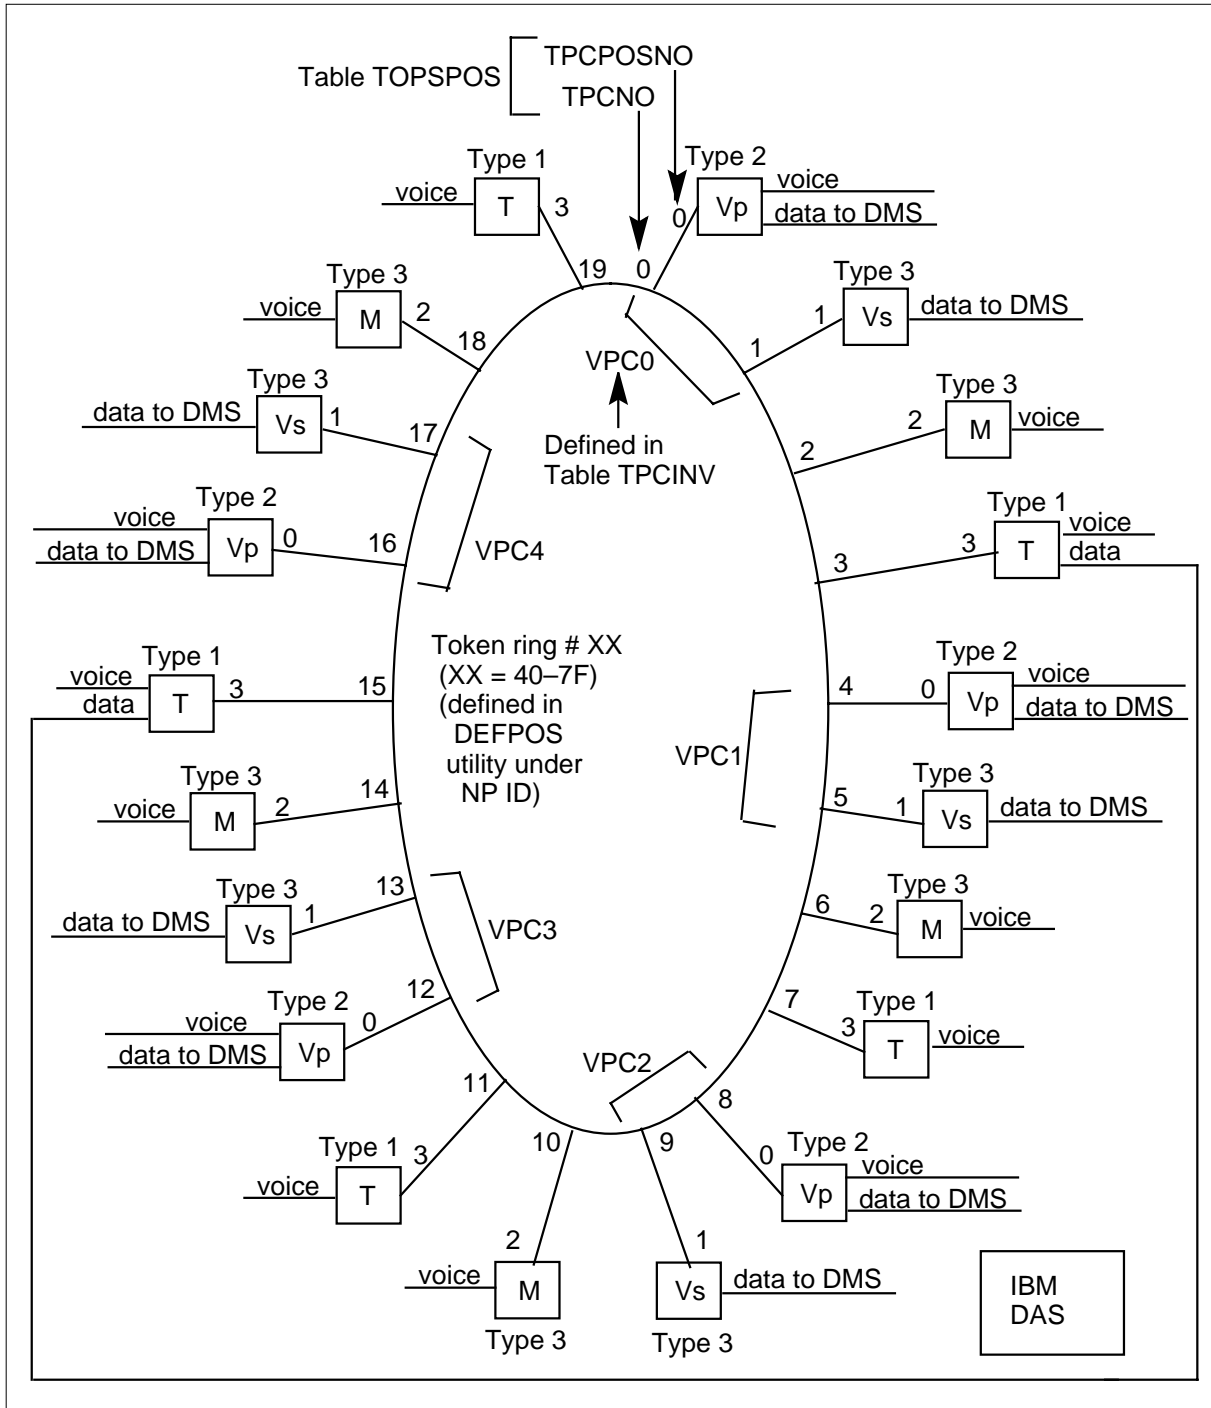 TPCPOSNO
Table TOPSPOS
TPCNO
Type 1
voice
T
3
Type 2
voice
0
Vp
data to DMS
19
0
Type 3
voice
M
2
18
Type 3
1
Vs
data to DMS
1
VPC0
Type 3
data to DMS
Vs
1
17
Defined in
Table TPCINV
Type 3
2
M
voice
2
Type 2
voice
data to DMS
Vp
0
16
VPC4
Type 1
voice
3
T
data
3
Token ring # XX
(XX = 40–7F)
(defined in
DEFPOS
utility under
NP ID)
Type 1
voice
data
T
3
15
Type 2
4
0
Vp
voice
data to DMS
VPC1
Type 3
voice
M
2
14
Type 3
5
1
Vs
data to DMS
Type 3
data to DMS
Vs
1
13
VPC3
Type 3
6
2
M
voice
Type 2
voice
data to DMS
Vp
0
12
Type 1
7
3
T
voice
VPC2
11
10
9
8
Type 1
voice
T
3
Type 2
0
Vp
voice
data to DMS
2
voice
M
Type 3
1
Vs
data to DMS
Type 3
IBM
DAS